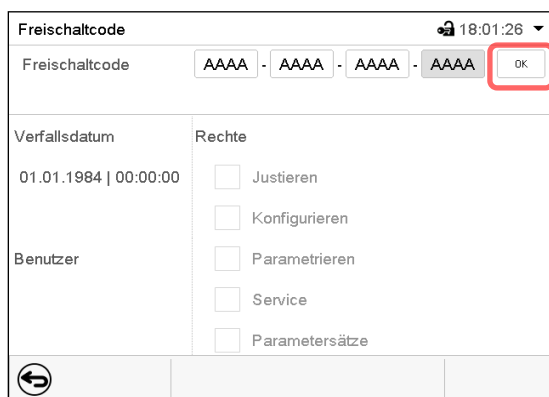 Freischaltcode 18:01:26
Freischaltcode AAAA - AAAA - AAAA - AAAA OK
Verfallsdatum Rechte
01.01.1984 | 00:00:00 Justieren
Konfigurieren
Benutzer Parametrieren
Service
Parametersätze